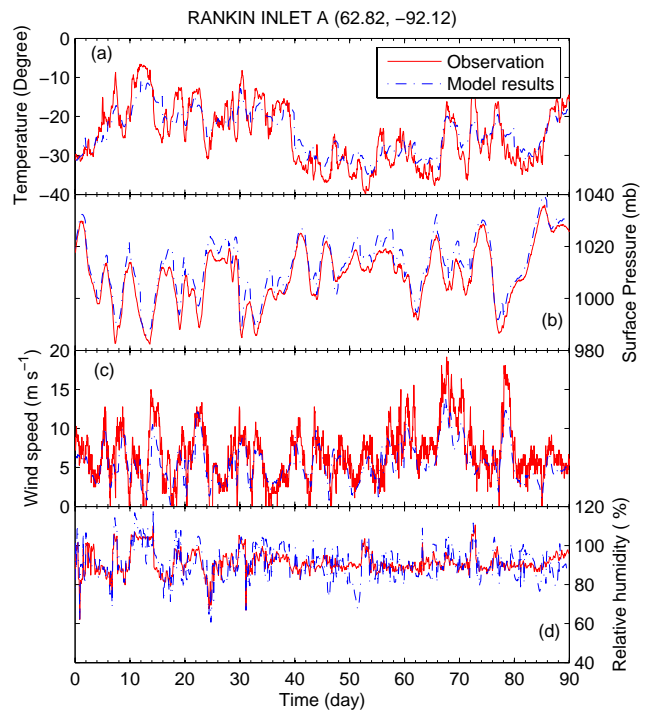 RANKIN INLET A (62.82, −92.12)
0
(a)
Observation
Model results
−10
−20
−30
−40
Temperature (Degree)
1040
1020
1000
980
Surface Pressure (mb)
(b)
20
(c)
15
10
5
0
Wind speed (m s−1)
120
100
80
60
40
Relative humidity ( %)
(d)
0 10 20 30 40 50 60 70 80 90
Time (day)